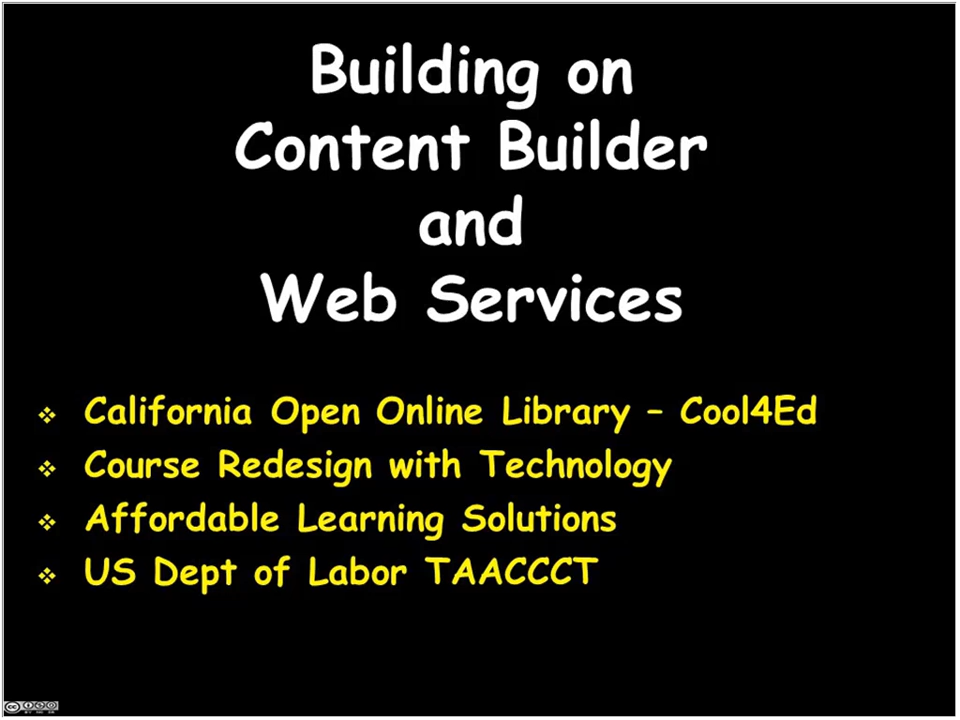 Building on
Content Builder
and
Web Services
California Open Online Library – Cool4Ed
Course Redesign with Technology
Affordable Learning Solutions
US Dept of Labor TAACCCT